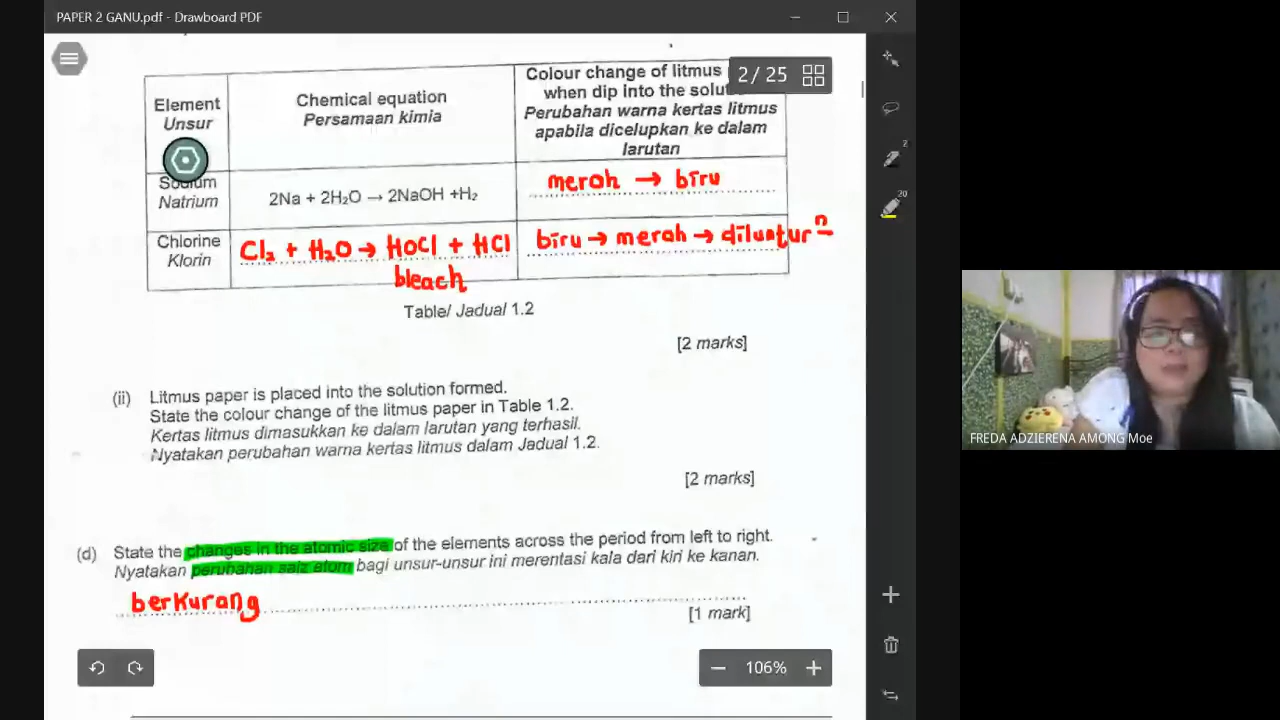 PAPER 2 GANU.pdf - Drawboard PDF
2 / 25
Element
Unsur
Chemical equation
Persamaan kimia
Colour change of litmus
when dip into the solut
Perubahan warna kertas litmus
apabila dicelupkan ke dalam
larutan
Sodium
Natrium
2Na + 2H₂O → 2NaOH +H₂
merah → biru
Chlorine
Klorin
Cl₂ + H₂O → HOCl + HCl
bleach
biru → merah → dilunturn
Table/ Jadual 1.2
[2 marks]
(ii) Litmus paper is placed into the solution formed.
State the colour change of the litmus paper in Table 1.2.
Kertas litmus dimasukkan ke dalam larutan yang terhasil.
Nyatakan perubahan warna kertas litmus dalam Jadual 1.2.
[2 marks]
(d) State the changes in the atomic size of the elements across the period from left to right.
Nyatakan perubahan saiz atom bagi unsur-unsur ini merentasi kala dari kiri ke kanan.
berkurang
[1 mark]
106%
2
20
FREDA ADZIERENA AMONG Moe